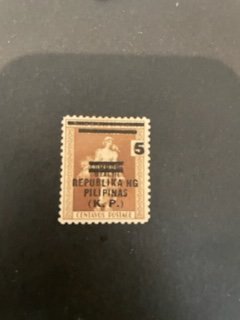 5
REPUBLIKA NG
PILIPINAS
(K. P.)
CENTAVOS POSTAGE